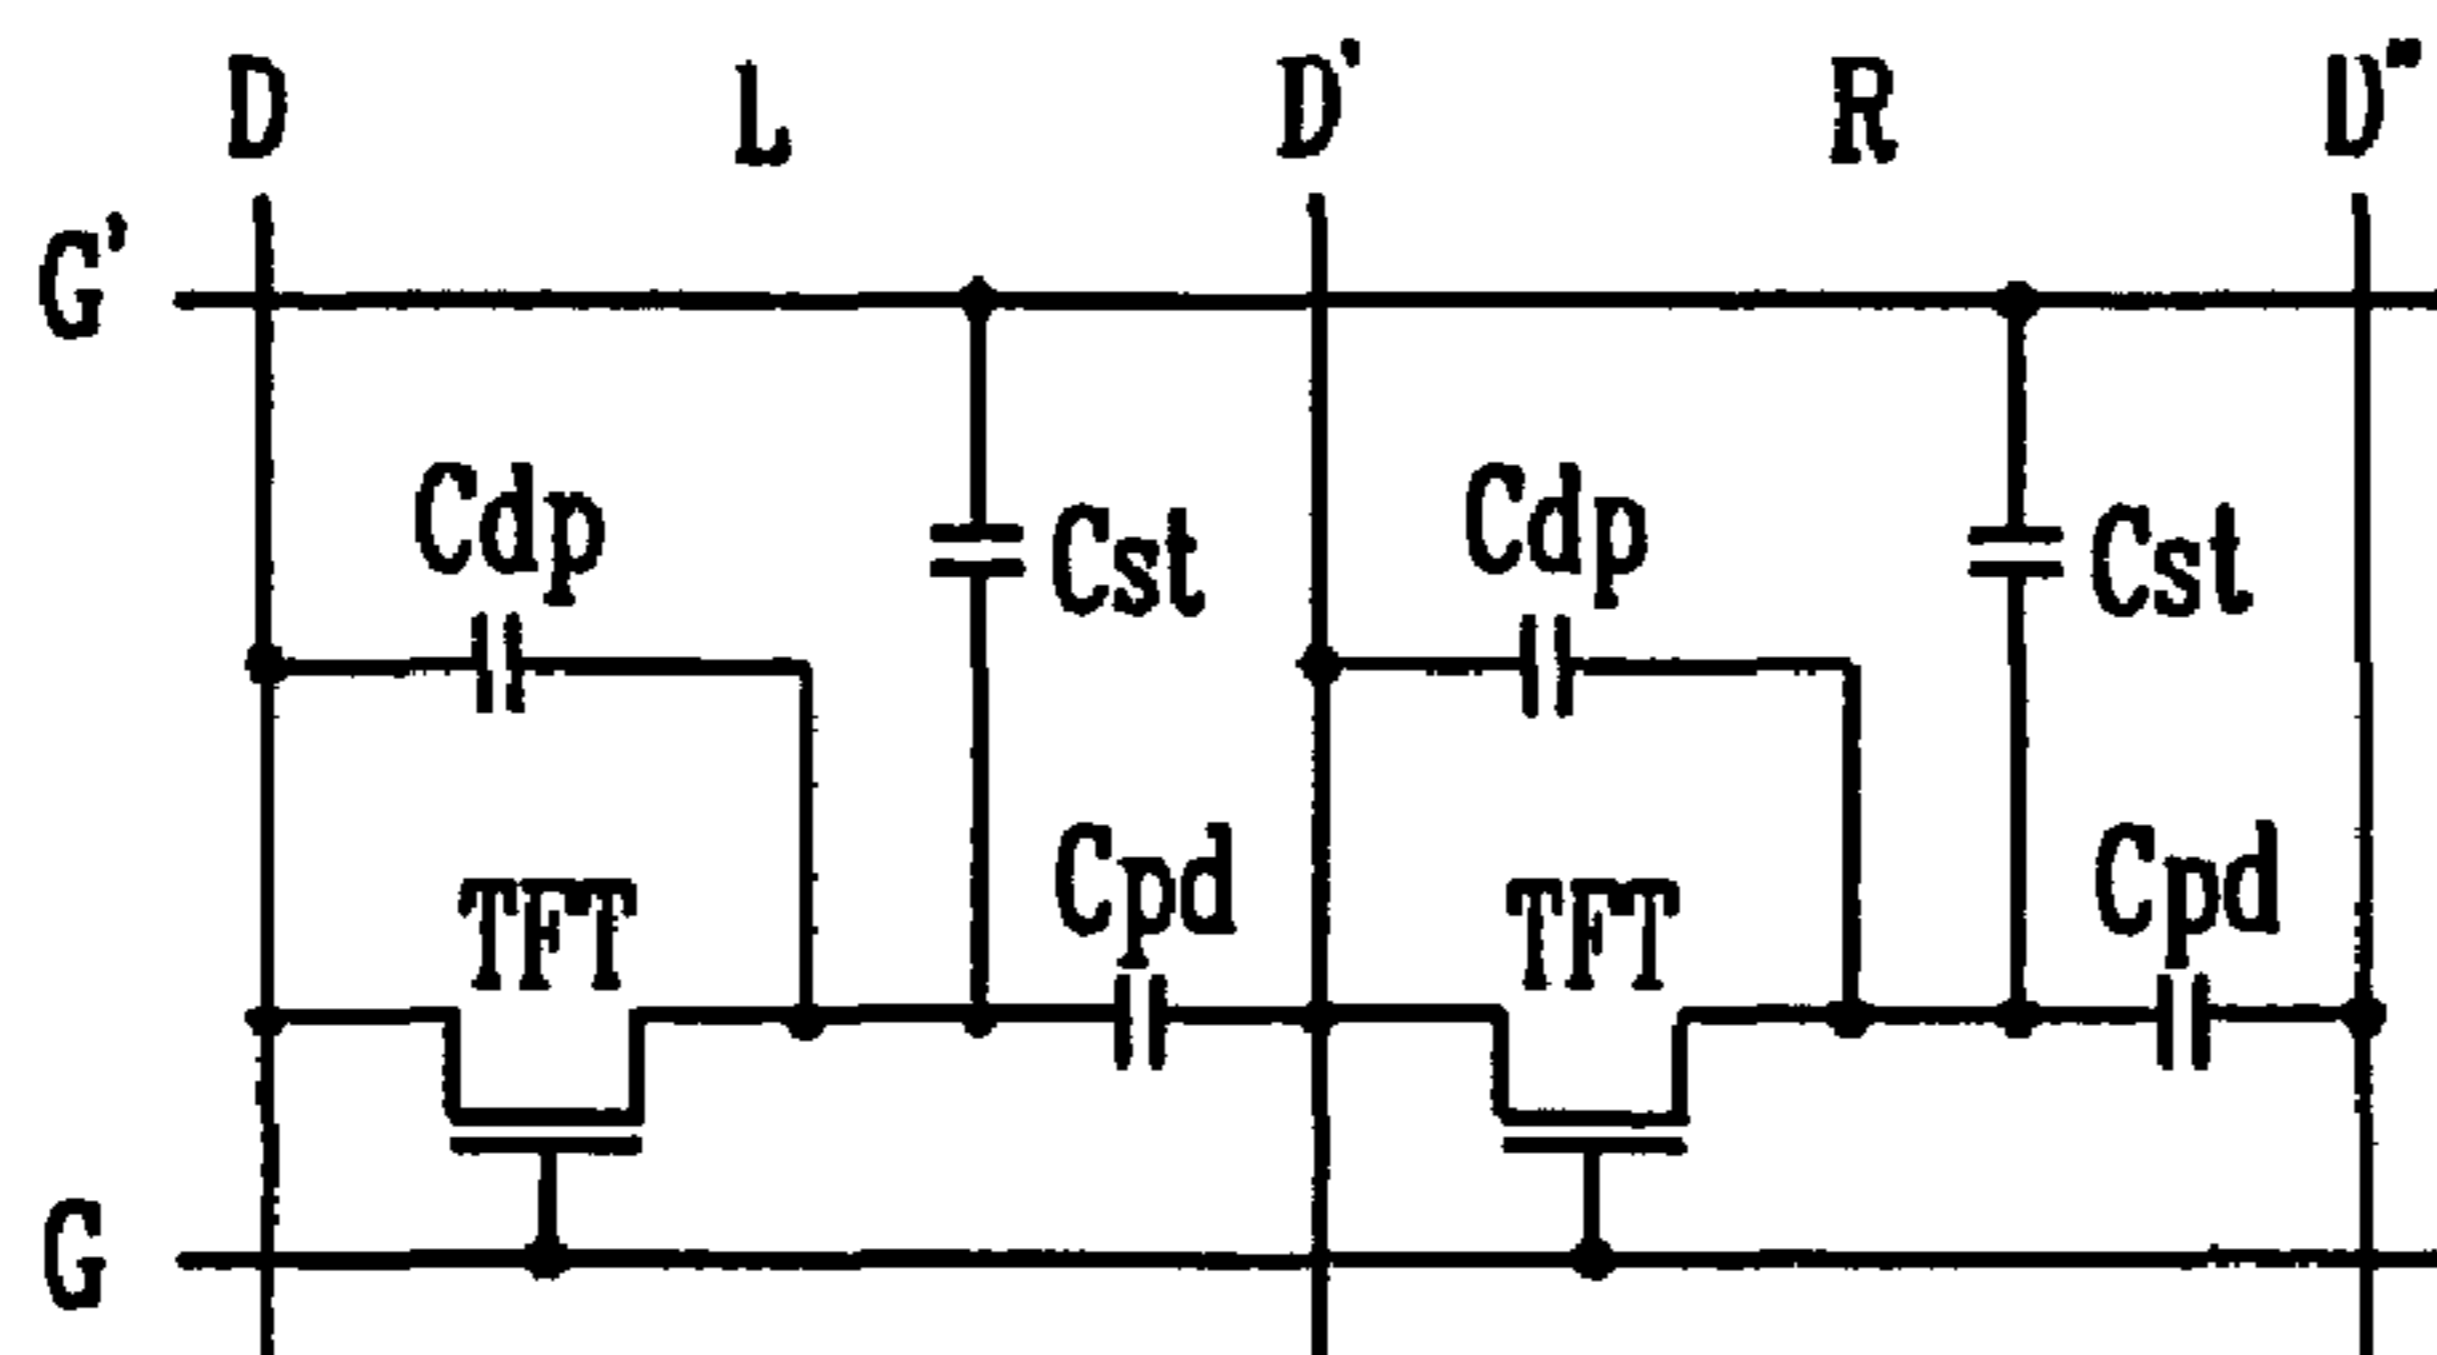 D L D' R D"
G'
Cdp Cst Cdp Cst
TFT Cpd TFT Cpd
G